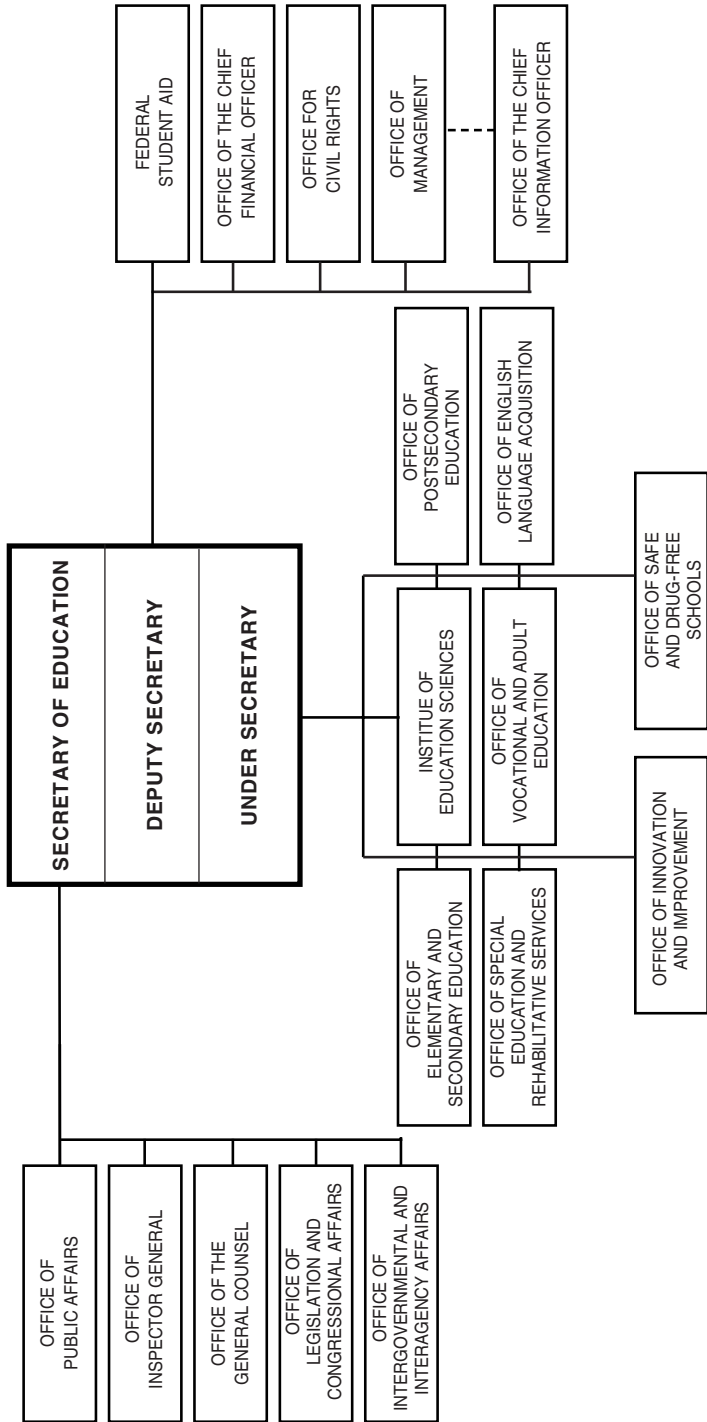 SECRETARY OF EDUCATION
DEPUTY SECRETARY
UNDER SECRETARY
OFFICE OF
PUBLIC AFFAIRS
OFFICE OF
INSPECTOR GENERAL
OFFICE OF THE
GENERAL COUNSEL
OFFICE OF
LEGISLATION AND
CONGRESSIONAL AFFAIRS
OFFICE OF
INTERGOVERNMENTAL AND
INTERAGENCY AFFAIRS
FEDERAL
STUDENT AID
OFFICE OF THE CHIEF
FINANCIAL OFFICER
OFFICE FOR
CIVIL RIGHTS
OFFICE OF
MANAGEMENT
OFFICE OF THE CHIEF
INFORMATION OFFICER
OFFICE OF
ELEMENTARY AND
SECONDARY EDUCATION
INSTITUE OF
EDUCATION SCIENCES
OFFICE OF
POSTSECONDARY
EDUCATION
OFFICE OF SPECIAL
EDUCATION AND
REHABILITATIVE SERVICES
OFFICE OF
VOCATIONAL AND ADULT
EDUCATION
OFFICE OF ENGLISH
LANGUAGE ACQUISITION
OFFICE OF INNOVATION
AND IMPROVEMENT
OFFICE OF SAFE
AND DRUG-FREE
SCHOOLS